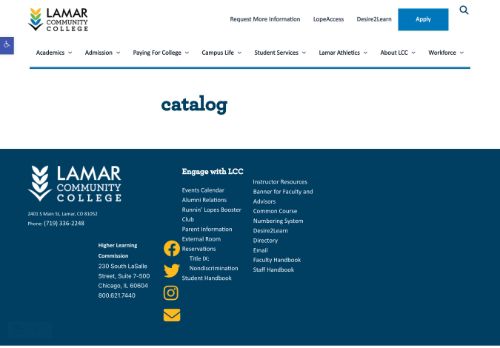 LAMAR
COMMUNITY
COLLEGE
Request More Information LopeAccess Desire2Learn Apply
Academics Admission Paying For College Campus Life Student Services Lamar Athletics About LCC Workforce
catalog
LAMAR
COMMUNITY
COLLEGE
2401 S Main St, Lamar, CO 81052
Phone: (719) 336-2248
Higher Learning
Commission
230 South LaSalle
Street, Suite 7-500
Chicago, IL 60604
800.621.7440
Engage with LCC
Events Calendar
Alumni Relations
Runnin' Lopes Booster
Club
Parent Information
External Room
Reservations
Title IX:
Nondiscrimination
Student Handbook
Instructor Resources
Banner for Faculty and
Advisors
Common Course
Numbering System
Desire2Learn
Directory
Email
Faculty Handbook
Staff Handbook